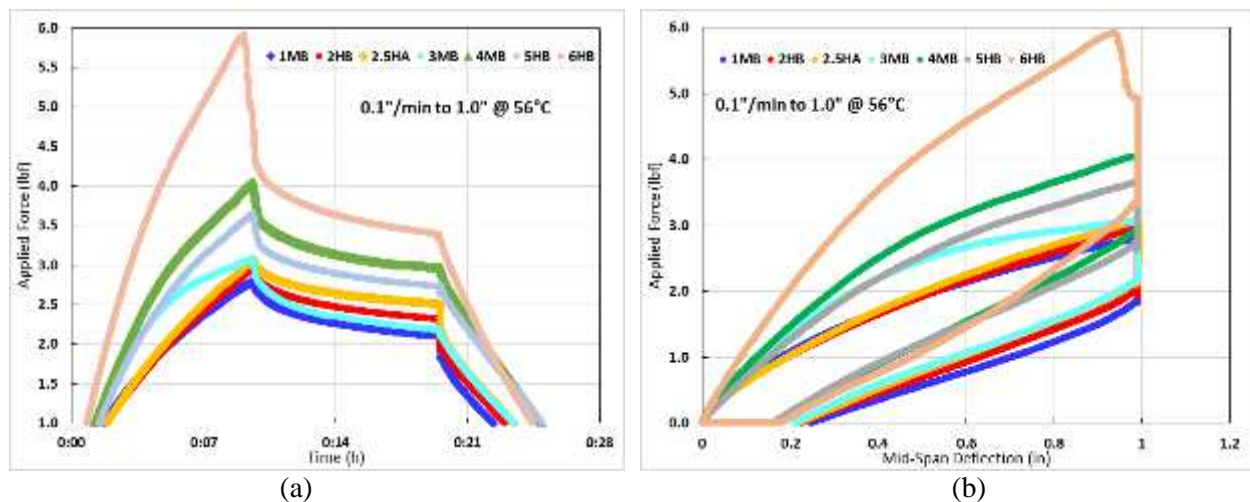 6.0
1MB 2HB 2.5HA 3MB 4MB 5HB 6HB
5.5
5.0
0.1"/min to 1.0" @ 56°C
4.5
4.0
3.5
3.0
2.5
2.0
1.5
1.0
Applied Force (lbf)
0:00 0:07 0:14 0:21 0:28
Time (h)
(a)
6.0
1MB 2HB 2.5HA 3MB 4MB 5HB 6HB
5.0
0.1"/min to 1.0" @ 56°C
4.0
3.0
2.0
1.0
0.0
Applied Force (lbf)
0 0.2 0.4 0.6 0.8 1 1.2
Mid-Span Deflection (in)
(b)